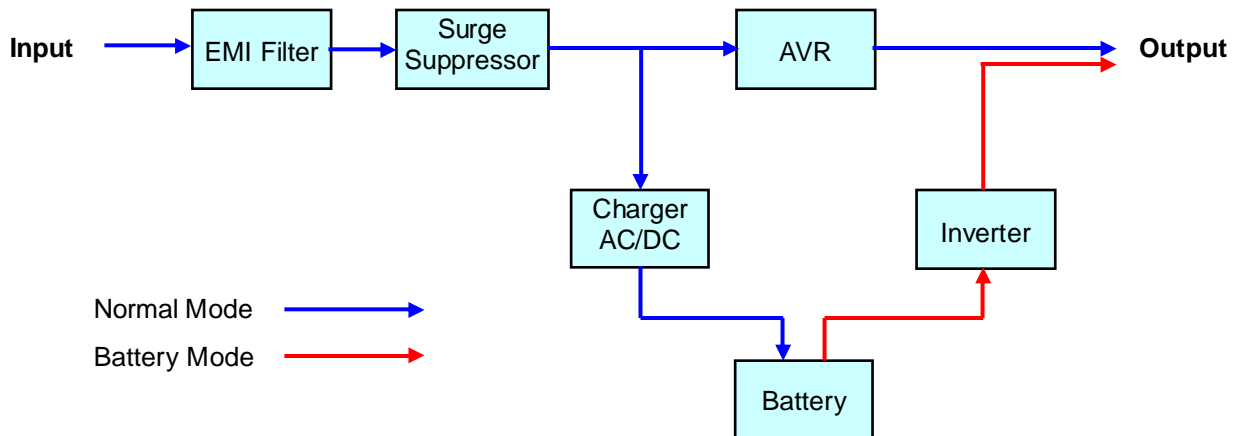 Input
EMI Filter
Surge
Suppressor
AVR
Output
Charger
AC/DC
Inverter
Normal Mode
Battery Mode
Battery